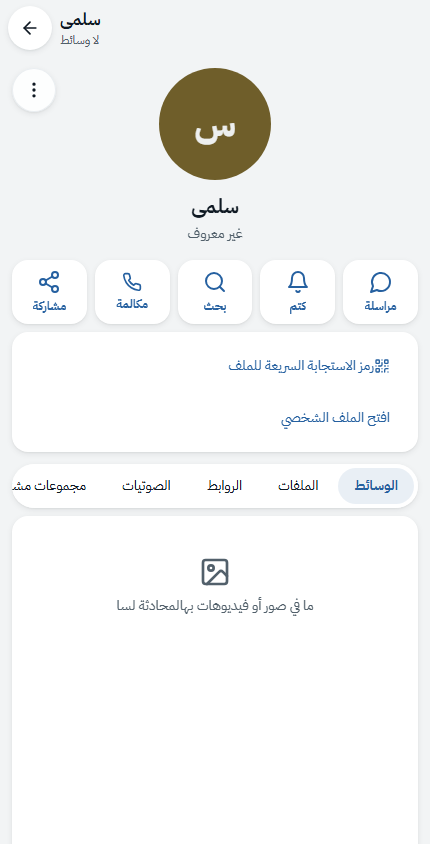 سلمى
لا وسائط
س
سلمى
غير معروف
مراسلة
كتم
بحث
مكالمة
مشاركة
رمز الاستجابة السريعة للملف
افتح الملف الشخصي
الوسائط الملفات الروابط الصوتيات مجموعات
ما في صور أو فيديوهات بهالمحادثة لسا